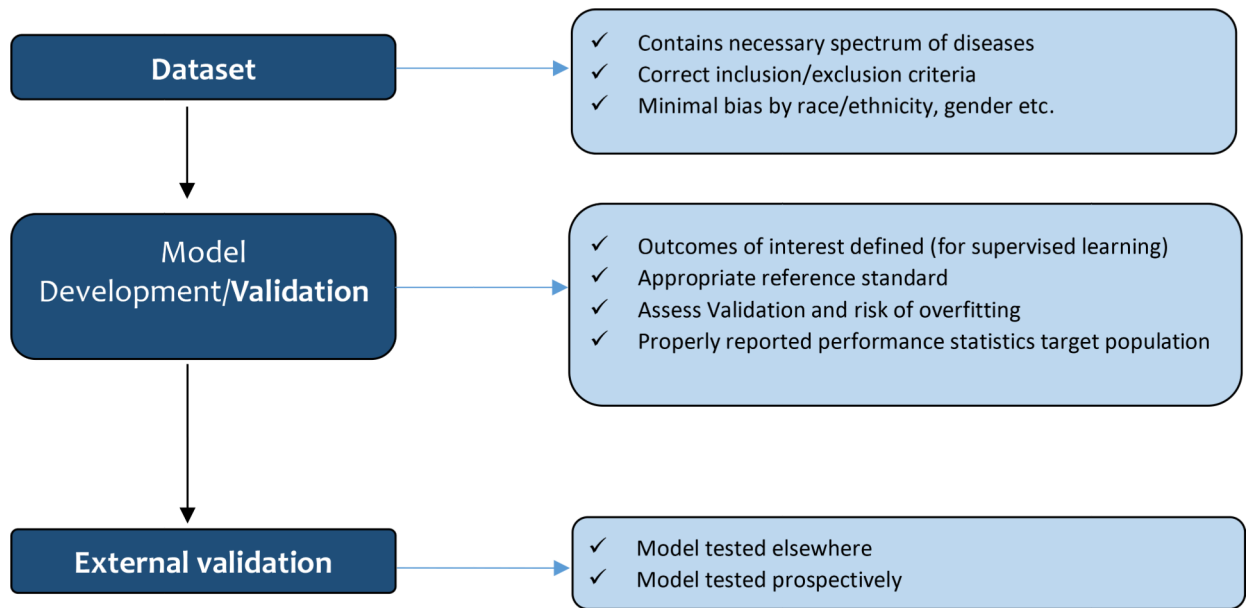 Dataset
✓ Contains necessary spectrum of diseases
✓ Correct inclusion/exclusion criteria
✓ Minimal bias by race/ethnicity, gender etc.
Model
Development/Validation
✓ Outcomes of interest defined (for supervised learning)
✓ Appropriate reference standard
✓ Assess Validation and risk of overfitting
✓ Properly reported performance statistics target population
External validation
✓ Model tested elsewhere
✓ Model tested prospectively